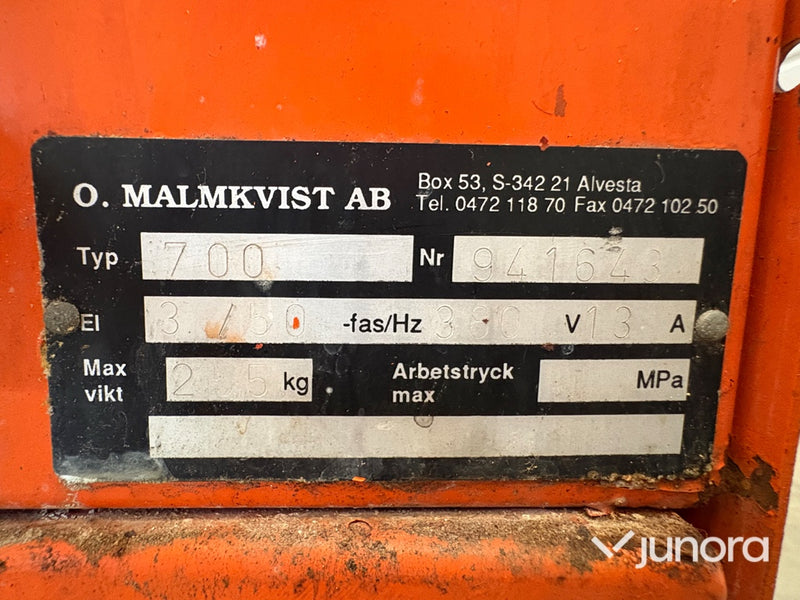 O. MALMKVIST AB
Box 53, S-342 21 Alvesta
Tel. 0472 118 70 Fax 0472 102 50
Typ 700 Nr 941643
El 3 /50 -fas/Hz 380 V 13 A
Max vikt kg
Arbetstryck max MPa
junora